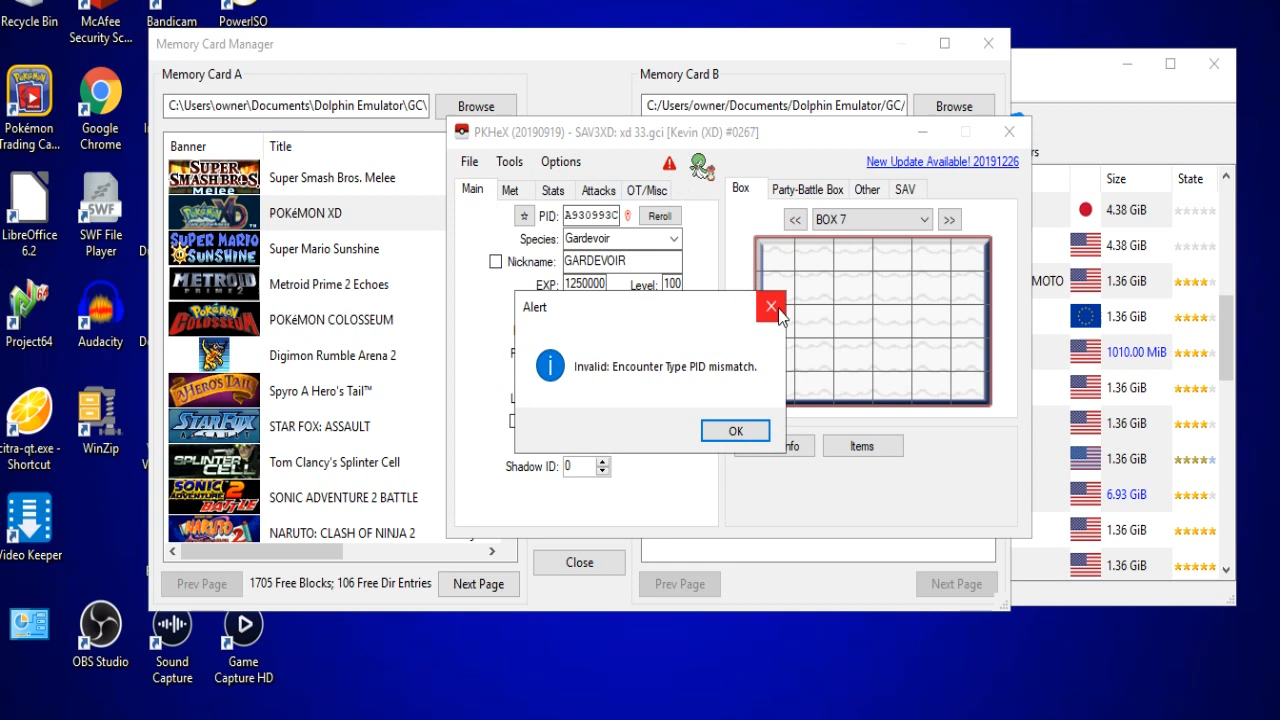 Recycle Bin
McAfee
Security Sc...
Bandicam
PowerISO
Pokémon
Trading Ca...
Google
Chrome
LibreOffice
6.2
SWF
SWF File
Player
Project64
Audacity
citra-qt.exe -
Shortcut
WinZip
Video Keeper
OBS Studio
Sound
Capture
Game
Capture HD
Memory Card Manager
Memory Card A
C:\Users\owner\Documents\Dolphin Emulator\GC\
Browse
Memory Card B
C:/Users/owner/Documents/Dolphin Emulator/GC/
Browse
Banner
Title
Super Smash Bros. Melee
POKéMON XD
Super Mario Sunshine
Metroid Prime 2 Echoes
POKéMON COLOSSEUM
Digimon Rumble Arena 2
Spyro A Hero's Tail™
STAR FOX: ASSAULT
Tom Clancy's Splinter Cell
SONIC ADVENTURE 2 BATTLE
NARUTO: CLASH OF NINJA 2
Prev Page
1705 Free Blocks; 106 Free Dir Entries
Next Page
Close
Prev Page
Next Page
PKHeX (20190919) - SAV3XD: xd 33.gci [Kevin (XD) #0267]
File
Tools
Options
New Update Available! 20191226
Main
Met
Stats
Attacks
OT/Misc
PID:
A930993C
Reroll
Species:
Gardevoir
Nickname:
GARDEVOIR
EXP:
1250000
Level:
100
Shadow ID:
0
Box
Party-Battle Box
Other
SAV
<<
BOX 7
>>
Items
Alert
Invalid: Encounter Type PID mismatch.
OK
Size
State
4.38 GiB
4.38 GiB
MOTO
1.36 GiB
1.36 GiB
1010.00 MiB
1.36 GiB
1.36 GiB
1.36 GiB
6.93 GiB
1.36 GiB
1.36 GiB